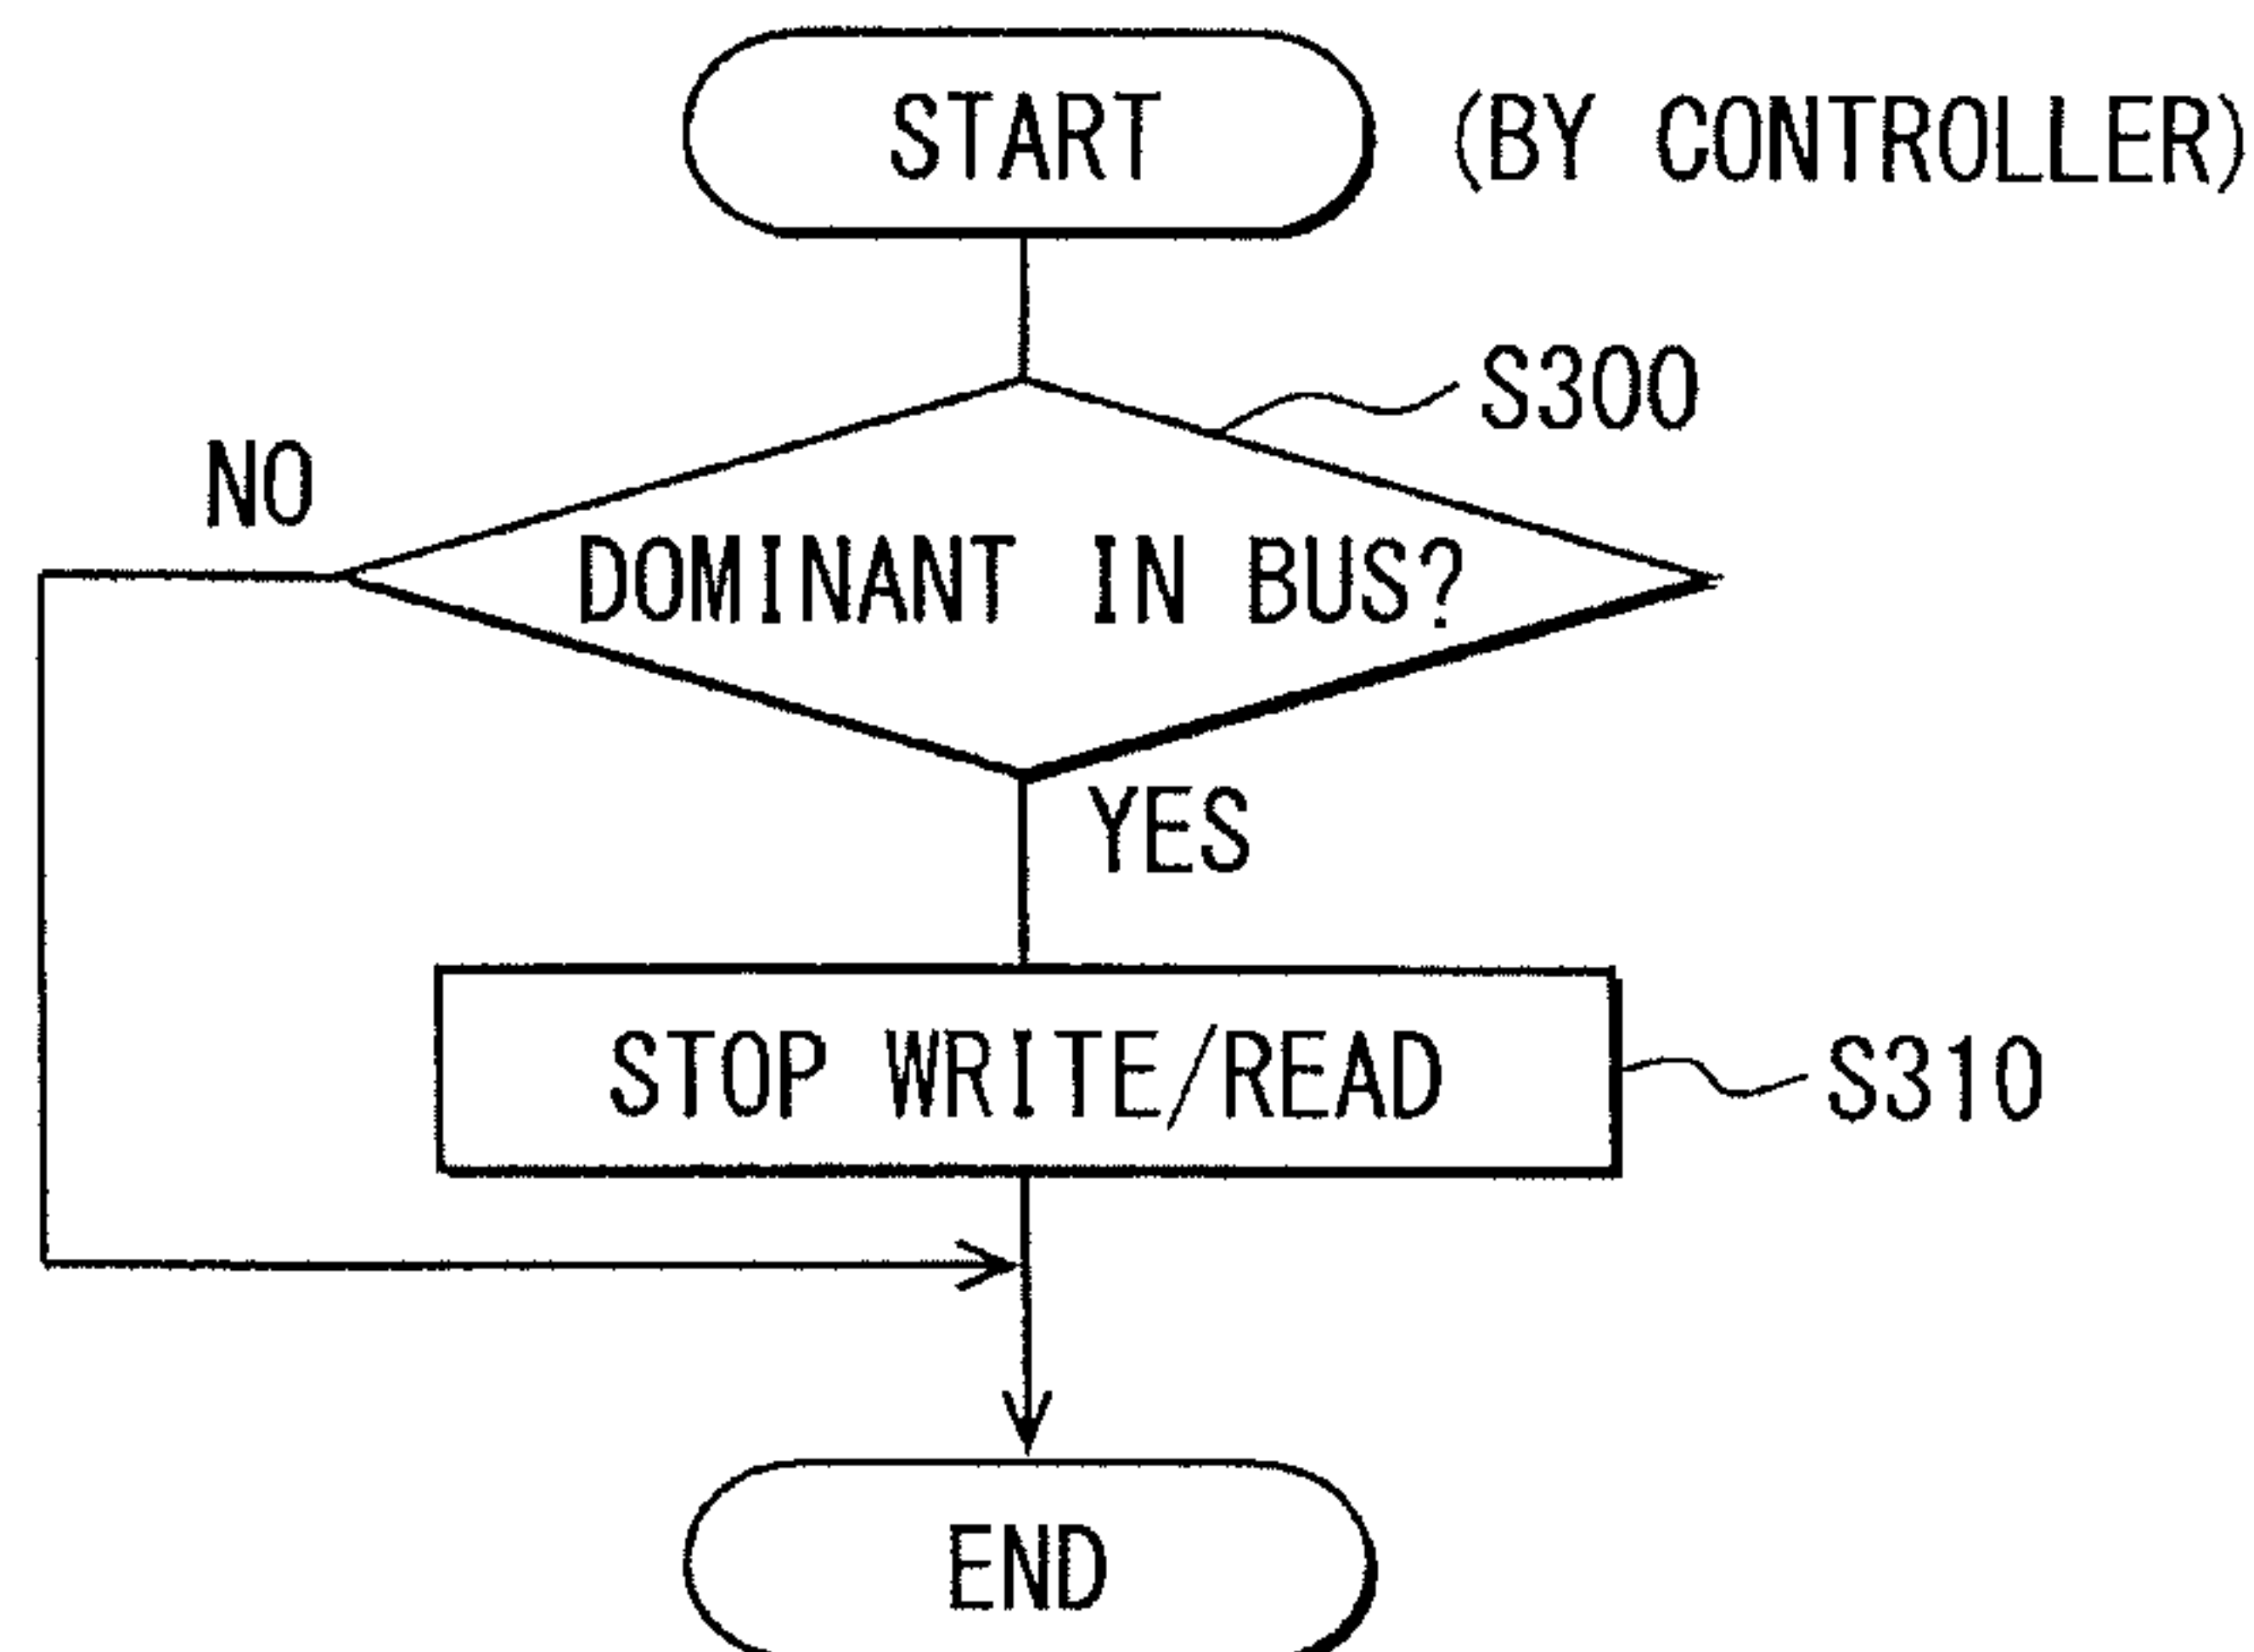 START
(BY CONTROLLER)
S300
NO
DOMINANT IN BUS?
YES
STOP WRITE/READ
S310
END